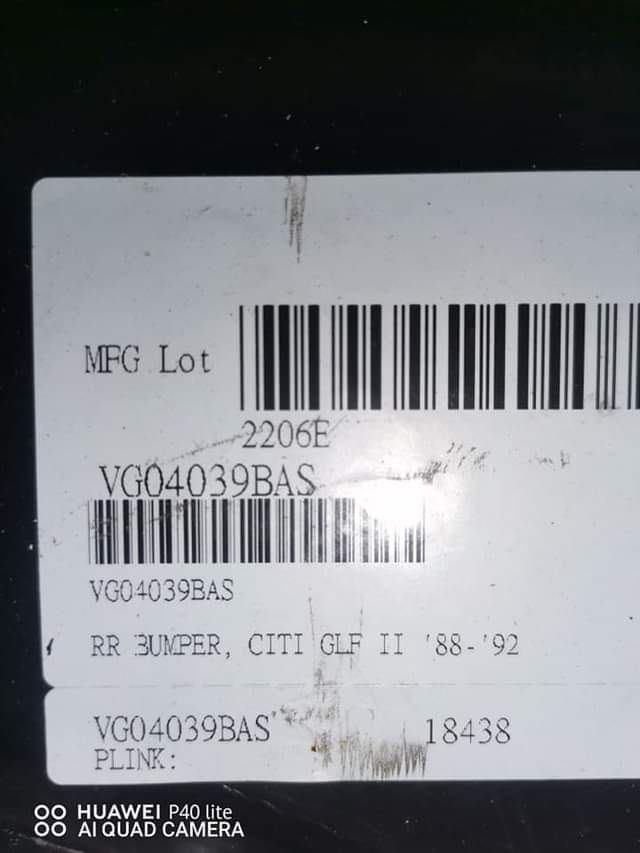 MFG Lot
2206E
VG04039BAS
VG04039BAS
RR BUMPER, CITI GLF II '88-'92
VG04039BAS 18438
PLINK:
HUAWEI P40 lite
AI QUAD CAMERA